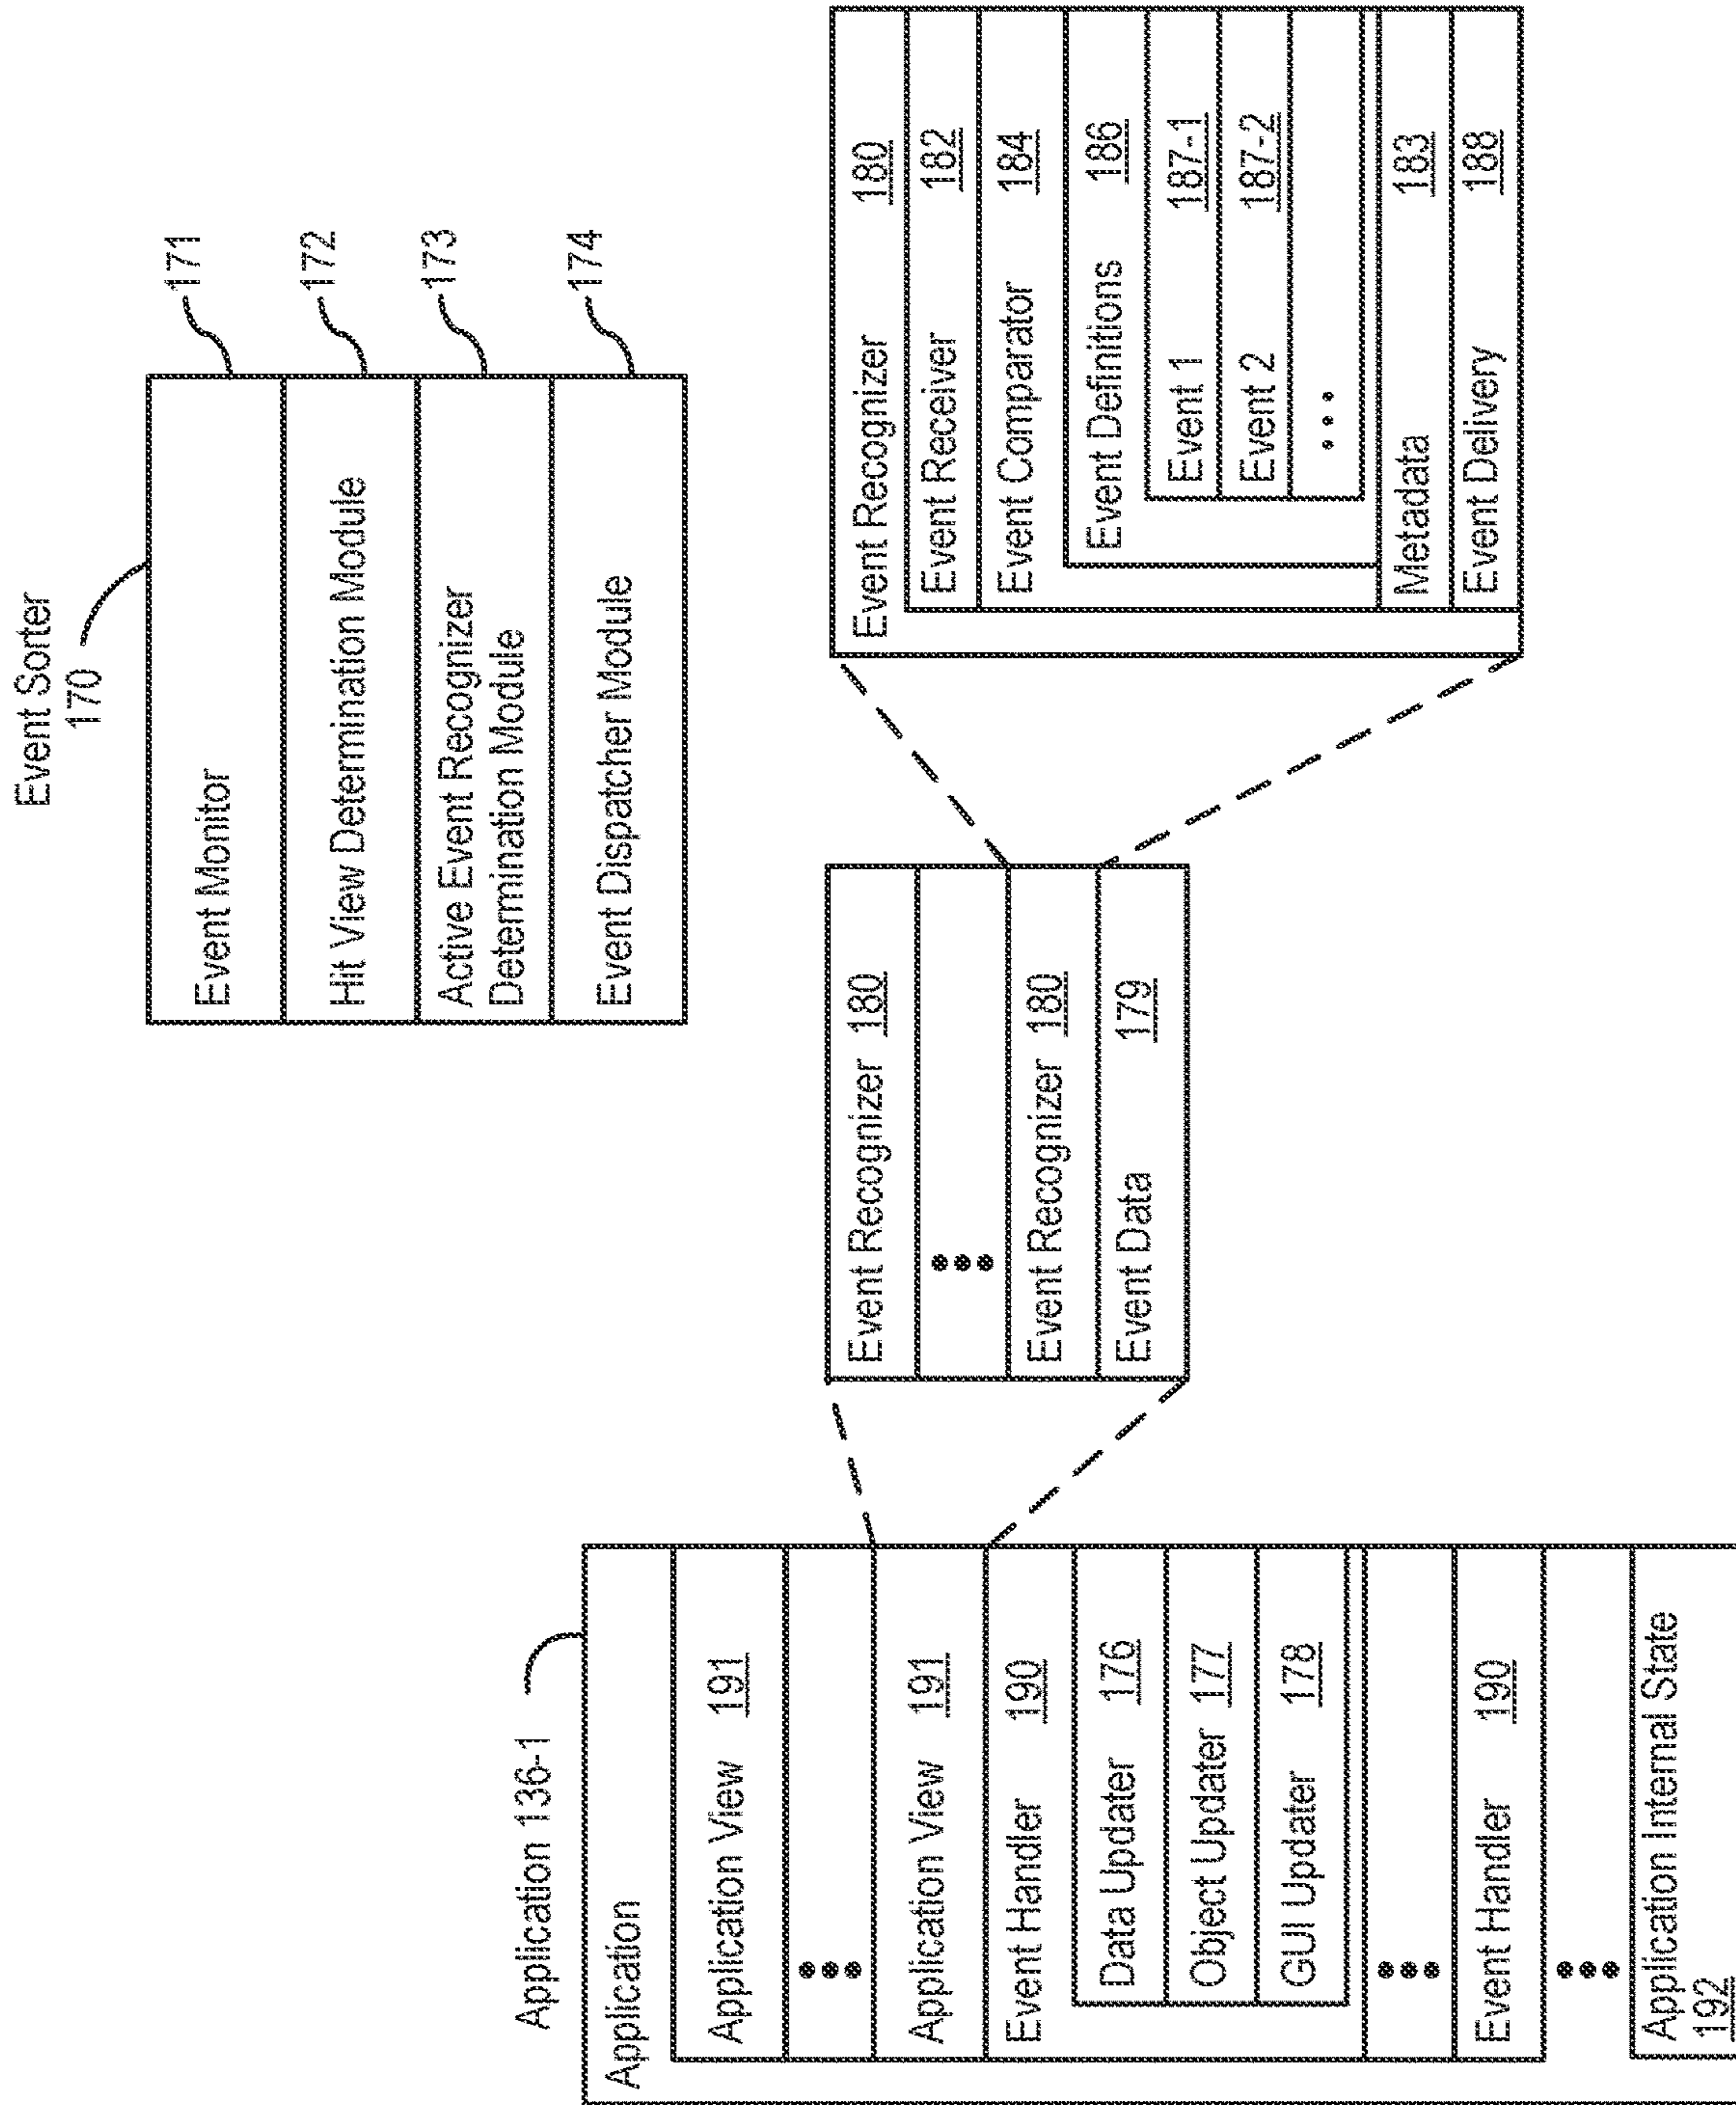 Event Sorter
170
Event Monitor
171
Hit View Determination Module
172
Active Event Recognizer
Determination Module
173
Event Dispatcher Module
174
Application 136-1
Application
Application View 191
•••
Application View 191
Event Handler 190
Data Updater 176
Object Updater 177
GUI Updater 178
•••
Event Handler 190
•••
Application Internal State
192
Event Recognizer 180
•••
Event Recognizer 180
Event Data 179
Event Recognizer 180
Event Receiver 182
Event Comparator 184
Event Definitions 186
Event 1 187-1
Event 2 187-2
•••
Metadata 183
Event Delivery 188